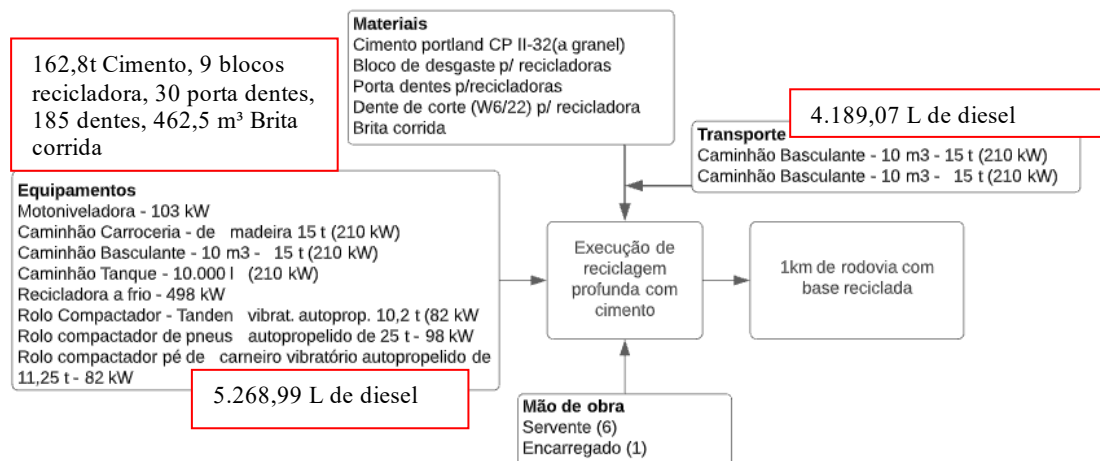 Materiais
Cimento portland CP II-32(a granel)
Bloco de desgaste p/ recicladoras
Porta dentes p/recicladoras
Dente de corte (W6/22) p/ recicladora
Brita corrida
162,8t Cimento, 9 blocos
recicladora, 30 porta dentes,
185 dentes, 462,5 m³ Brita
corrida
4.189,07 L de diesel
Transporte
Caminhão Basculante - 10 m3 - 15 t (210 kW)
Caminhão Basculante - 10 m3 - 15 t (210 kW)
Equipamentos
Motoniveladora - 103 kW
Caminhão Carroceria - de madeira 15 t (210 kW)
Caminhão Basculante - 10 m3 - 15 t (210 kW)
Caminhão Tanque - 10.000 l (210 kW)
Recicladora a frio - 498 kW
Rolo Compactador - Tanden vibrat. autoprop. 10,2 t (82 kW
Rolo compactador de pneus autopropelido de 25 t - 98 kW
Rolo compactador pé de carneiro vibratório autopropelido de
11,25 t - 82 kW
5.268,99 L de diesel
Execução de
reciclagem
profunda com
cimento
1km de rodovia com
base reciclada
Mão de obra
Servente (6)
Encarregado (1)